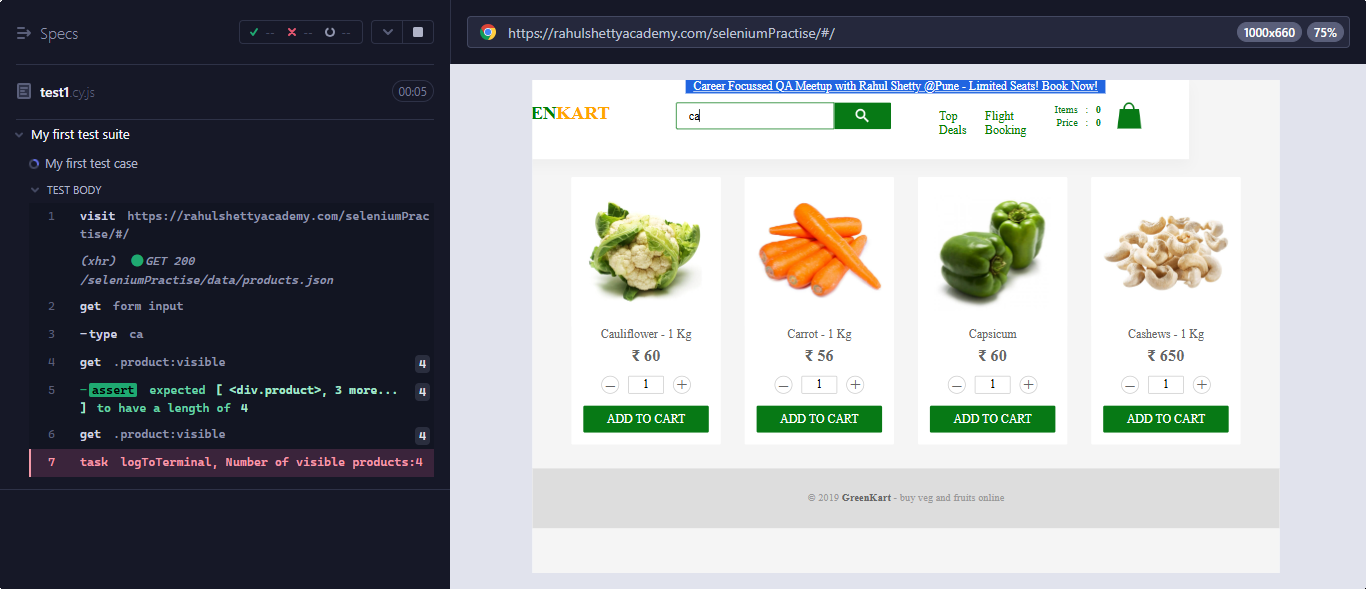 Specs
-- -- --
https://rahulshettyacademy.com/seleniumPractise/#/
1000x660
75%
test1.cy.js
00:05
My first test suite
My first test case
TEST BODY
1 visit https://rahulshettyacademy.com/seleniumPrac
tise/#/
(xhr) GET 200
/seleniumPractise/data/products.json
2 get form input
3 -type ca
4 get .product:visible 4
5 -assert expected [ <div.product>, 3 more... 4
] to have a length of 4
6 get .product:visible 4
7 task logToTerminal, Number of visible products:4
Career Focussed QA Meetup with Rahul Shetty @Pune - Limited Seats! Book Now!
ENKART
ca
Top
Deals
Flight
Booking
Items : 0
Price : 0
Cauliflower - 1 Kg
₹ 60
– 1 +
ADD TO CART
Carrot - 1 Kg
₹ 56
– 1 +
ADD TO CART
Capsicum
₹ 60
– 1 +
ADD TO CART
Cashews - 1 Kg
₹ 650
– 1 +
ADD TO CART
© 2019 GreenKart - buy veg and fruits online